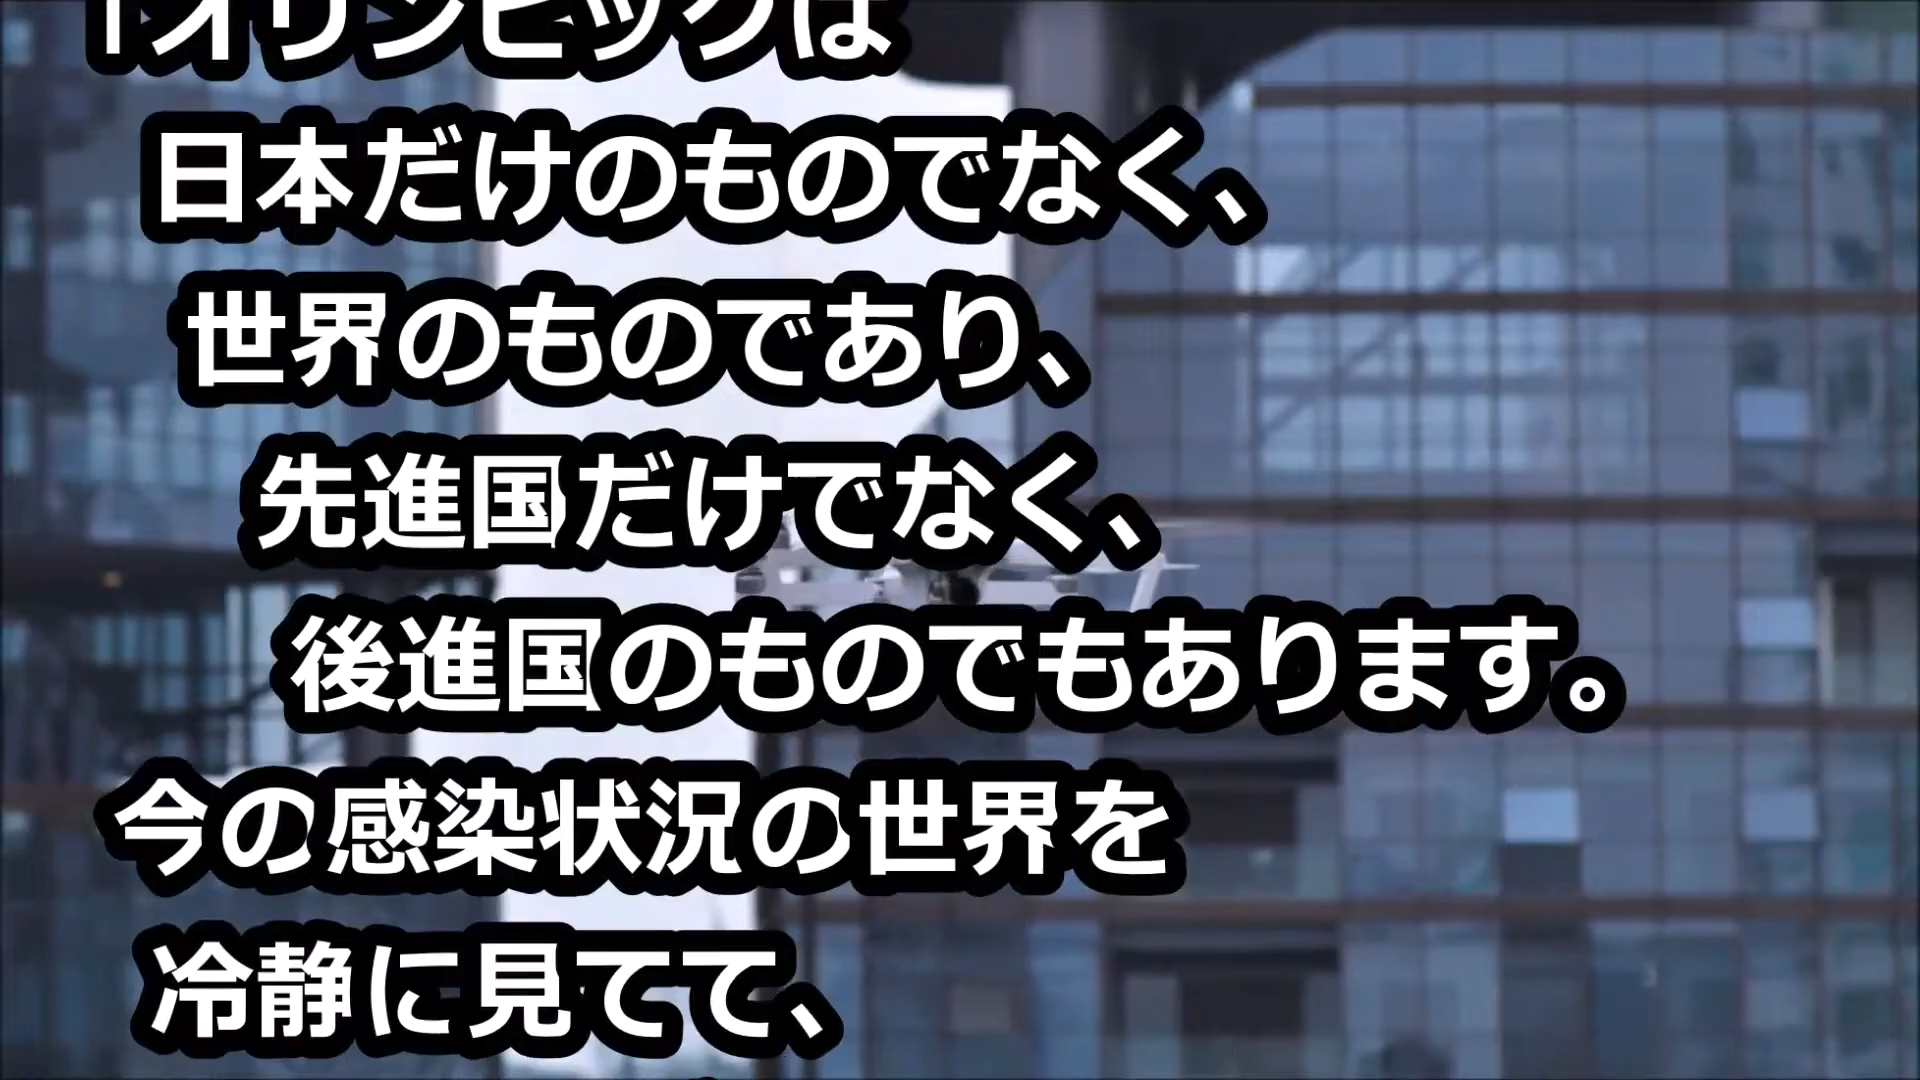 「オリンピックは
日本だけのものでなく、
世界のものであり、
先進国だけでなく、
後進国のものでもあります。
今の感染状況の世界を
冷静に見てて、